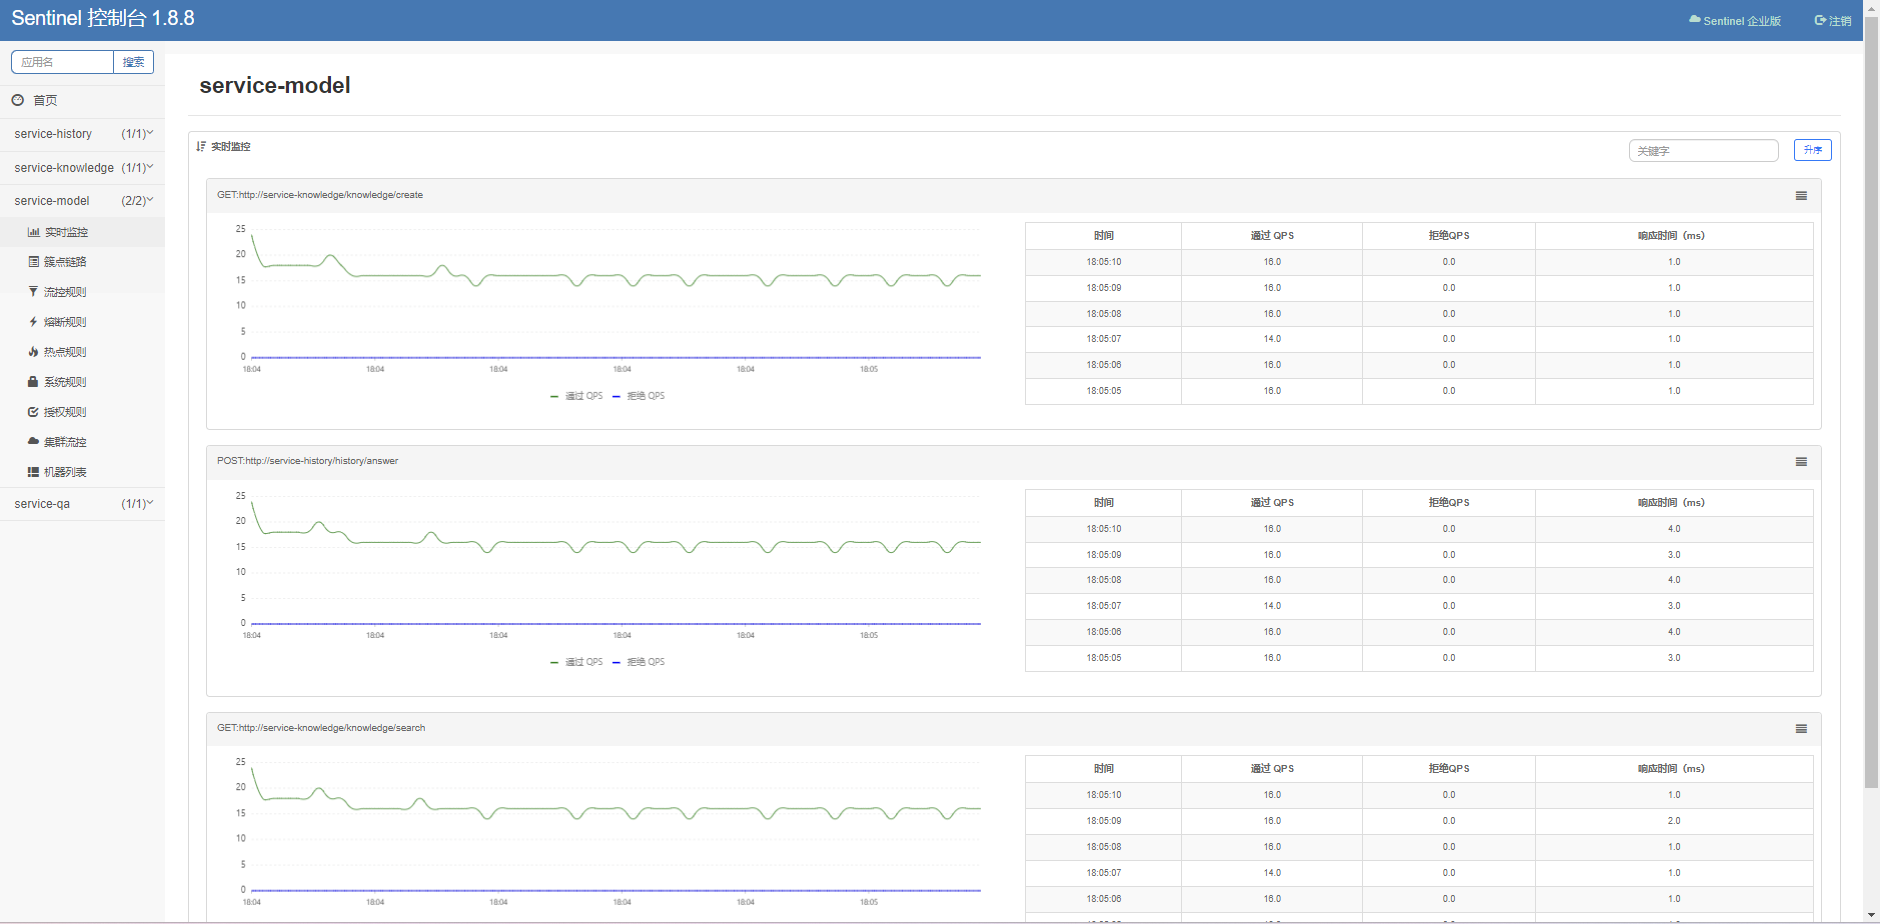 Sentinel 控制台 1.8.8
Sentinel 企业版
注销
应用名
搜索
首页
service-history (1/1)
service-knowledge (1/1)
service-model (2/2)
实时监控
簇点链路
流控规则
熔断规则
热点规则
系统规则
授权规则
集群流控
机器列表
service-qa (1/1)
service-model
实时监控
关键字
升序
GET:http://service-knowledge/knowledge/create
25
20
15
10
5
0
18:04 18:04 18:04 18:04 18:04 18:05
通过 QPS 拒绝 QPS
时间 通过 QPS 拒绝QPS 响应时间（ms）
18:05:10 16.0 0.0 1.0
18:05:09 16.0 0.0 1.0
18:05:08 16.0 0.0 1.0
18:05:07 14.0 0.0 1.0
18:05:06 16.0 0.0 1.0
18:05:05 16.0 0.0 1.0
POST:http://service-history/history/answer
25
20
15
10
5
0
18:04 18:04 18:04 18:04 18:04 18:05
通过 QPS 拒绝 QPS
时间 通过 QPS 拒绝QPS 响应时间（ms）
18:05:10 16.0 0.0 4.0
18:05:09 16.0 0.0 3.0
18:05:08 16.0 0.0 4.0
18:05:07 14.0 0.0 3.0
18:05:06 16.0 0.0 4.0
18:05:05 16.0 0.0 3.0
GET:http://service-knowledge/knowledge/search
25
20
15
10
5
0
18:04 18:04 18:04 18:04 18:04 18:05
时间 通过 QPS 拒绝QPS 响应时间（ms）
18:05:10 16.0 0.0 1.0
18:05:09 16.0 0.0 2.0
18:05:08 16.0 0.0 1.0
18:05:07 14.0 0.0 1.0
18:05:06 16.0 0.0 1.0